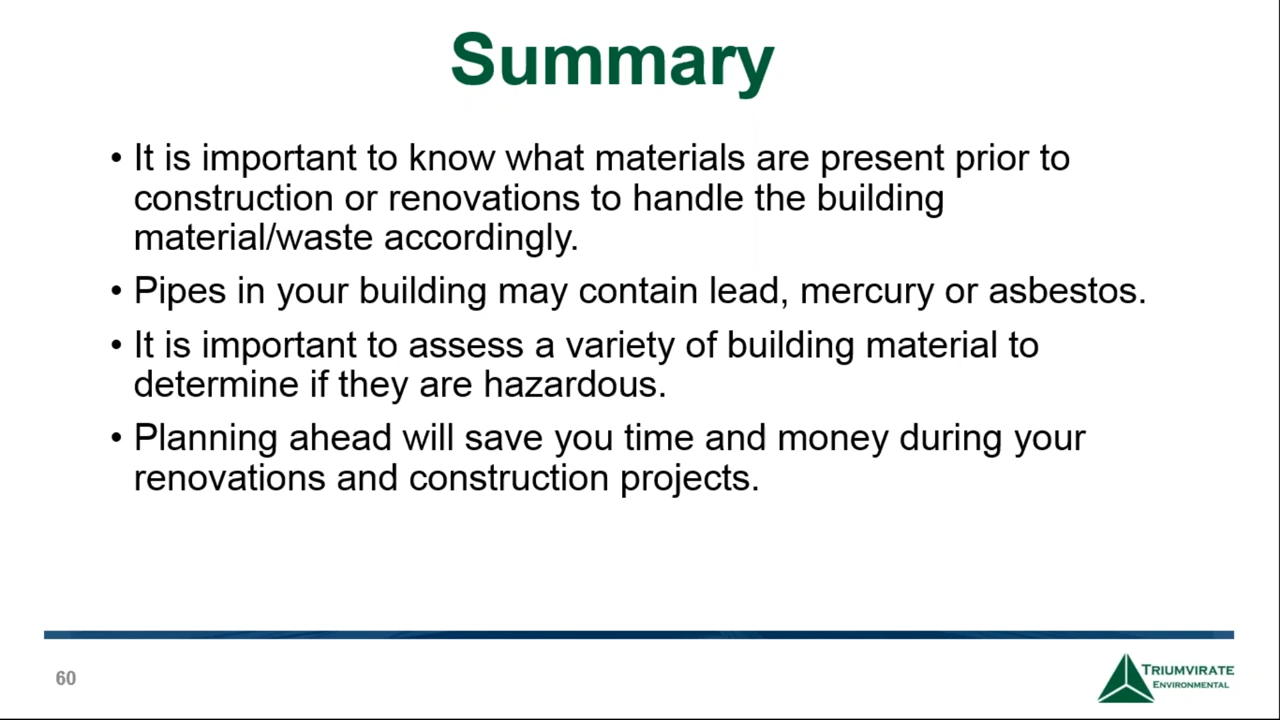 Summary
• It is important to know what materials are present prior to
construction or renovations to handle the building
material/waste accordingly.
• Pipes in your building may contain lead, mercury or asbestos.
• It is important to assess a variety of building material to
determine if they are hazardous.
• Planning ahead will save you time and money during your
renovations and construction projects.
60
TRIUMVIRATE
ENVIRONMENTAL